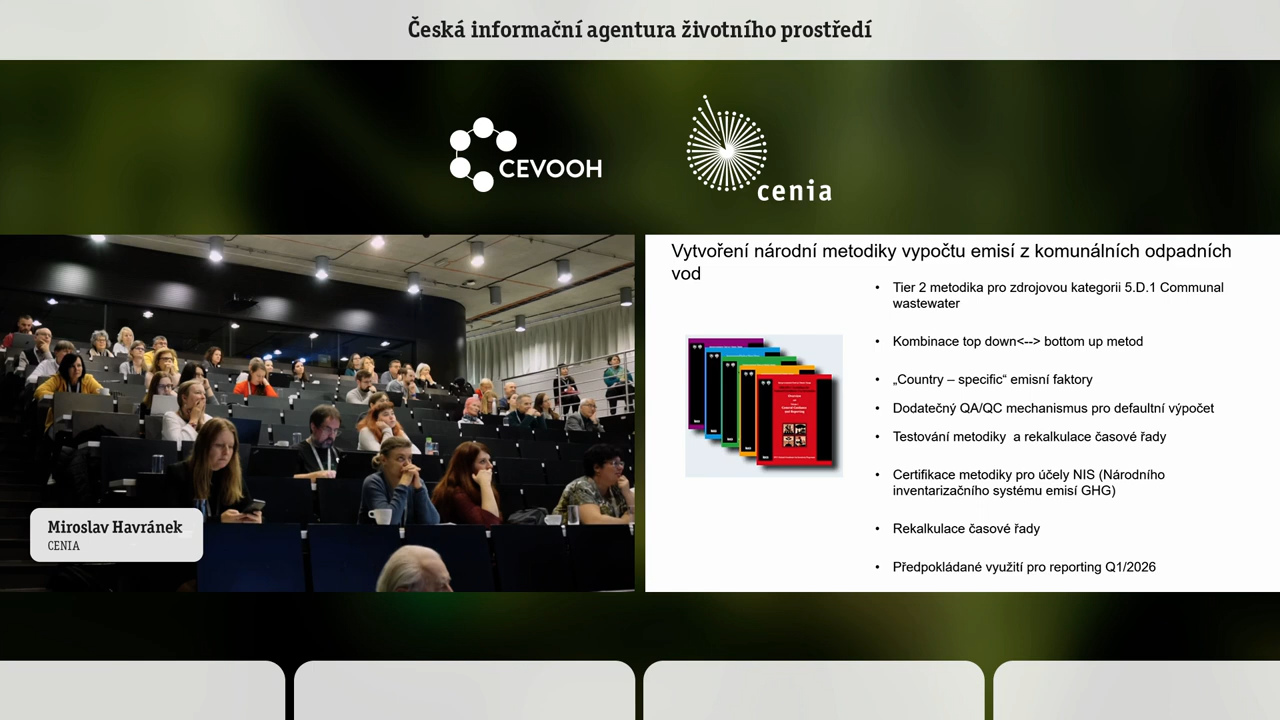 Česká informační agentura životního prostředí
CEVOOH
cenia
Miroslav Havránek
CENIA
Vytvoření národní metodiky vypočtu emisí z komunálních odpadních
vod
• Tier 2 metodika pro zdrojovou kategorii 5.D.1 Communal
wastewater
• Kombinace top down<--> bottom up metod
• „Country – specific“ emisní faktory
• Dodatečný QA/QC mechanismus pro defaultní výpočet
• Testování metodiky  a rekalkulace časové řady
• Certifikace metodiky pro účely NIS (Národního
inventarizačního systému emisí GHG)
• Rekalkulace časové řady
• Předpokládané využití pro reporting Q1/2026